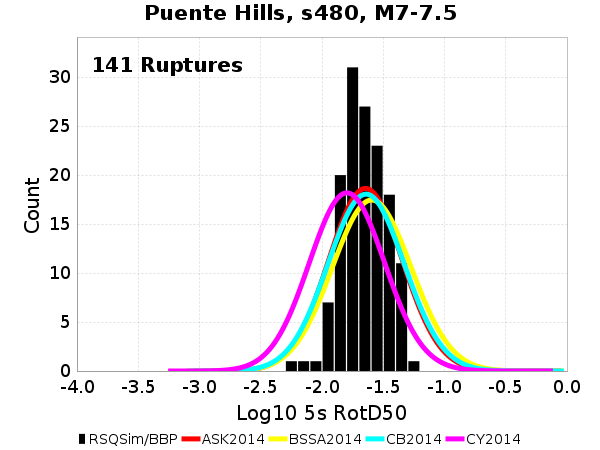 Puente Hills, s480, M7-7.5
141 Ruptures
30
25
20
15
10
5
0
Count
-4.0 -3.5 -3.0 -2.5 -2.0 -1.5 -1.0 -0.5 0.0
Log10 5s RotD50
RSQSim/BBP ASK2014 BSSA2014 CB2014 CY2014